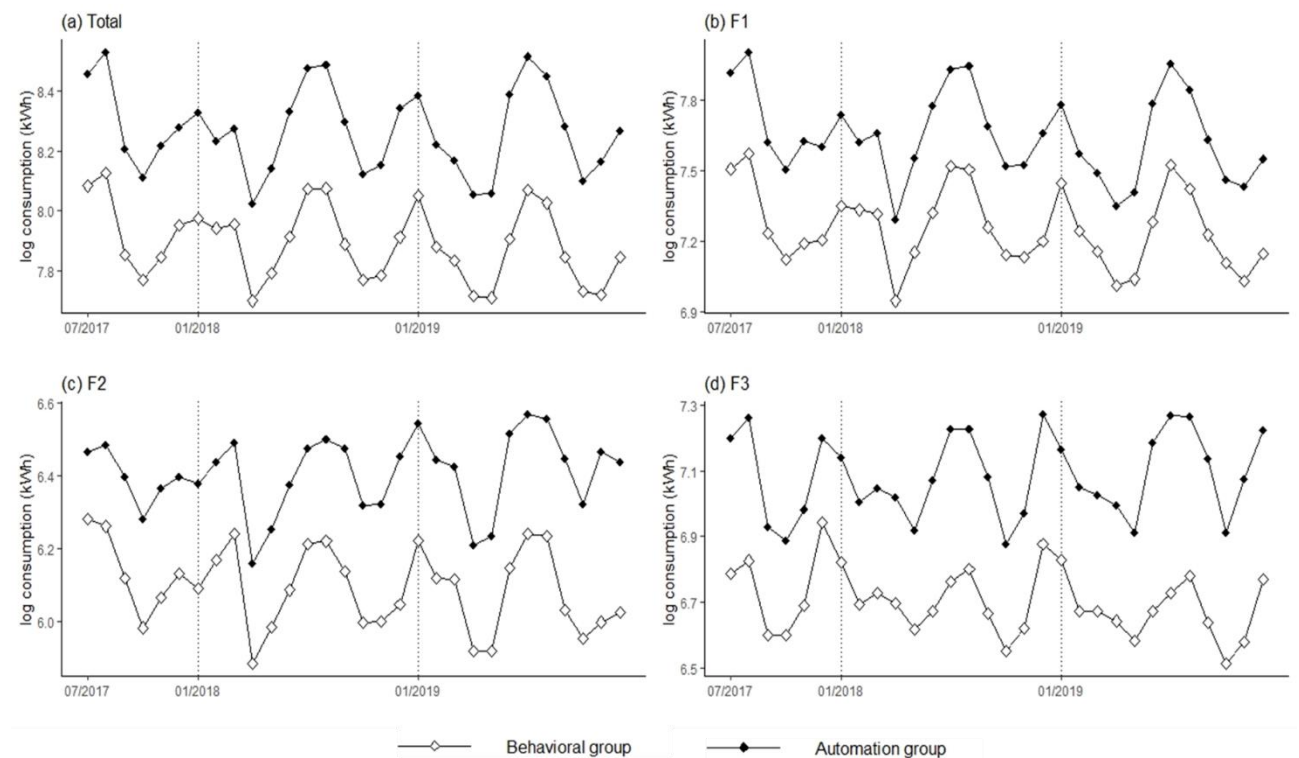 (a) Total
log consumption (kWh)
8.4
8.2
8.0
7.8
07/2017 01/2018 01/2019
(b) F1
log consumption (kWh)
7.8
7.5
7.2
6.9
07/2017 01/2018 01/2019
(c) F2
log consumption (kWh)
6.6
6.4
6.2
6.0
07/2017 01/2018 01/2019
(d) F3
log consumption (kWh)
7.3
7.1
6.9
6.7
6.5
07/2017 01/2018 01/2019
Behavioral group Automation group